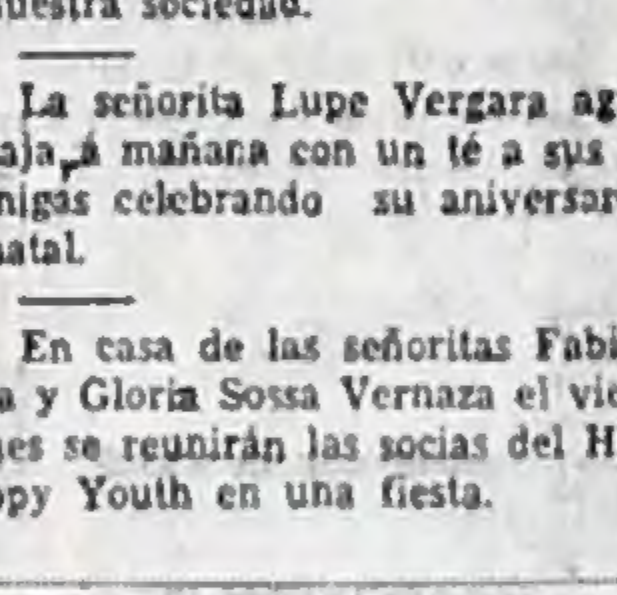 nuestra sociedad.
La señorita Lupe Vergara ag
aja,rá mañana con un té a sus
nigas celebrando su aniversar
natal.
En casa de las señoritas Fabi
a y Gloria Sossa Vernaza el vie
nes se reunirán las socias del H
ppy Youth en una fiesta.